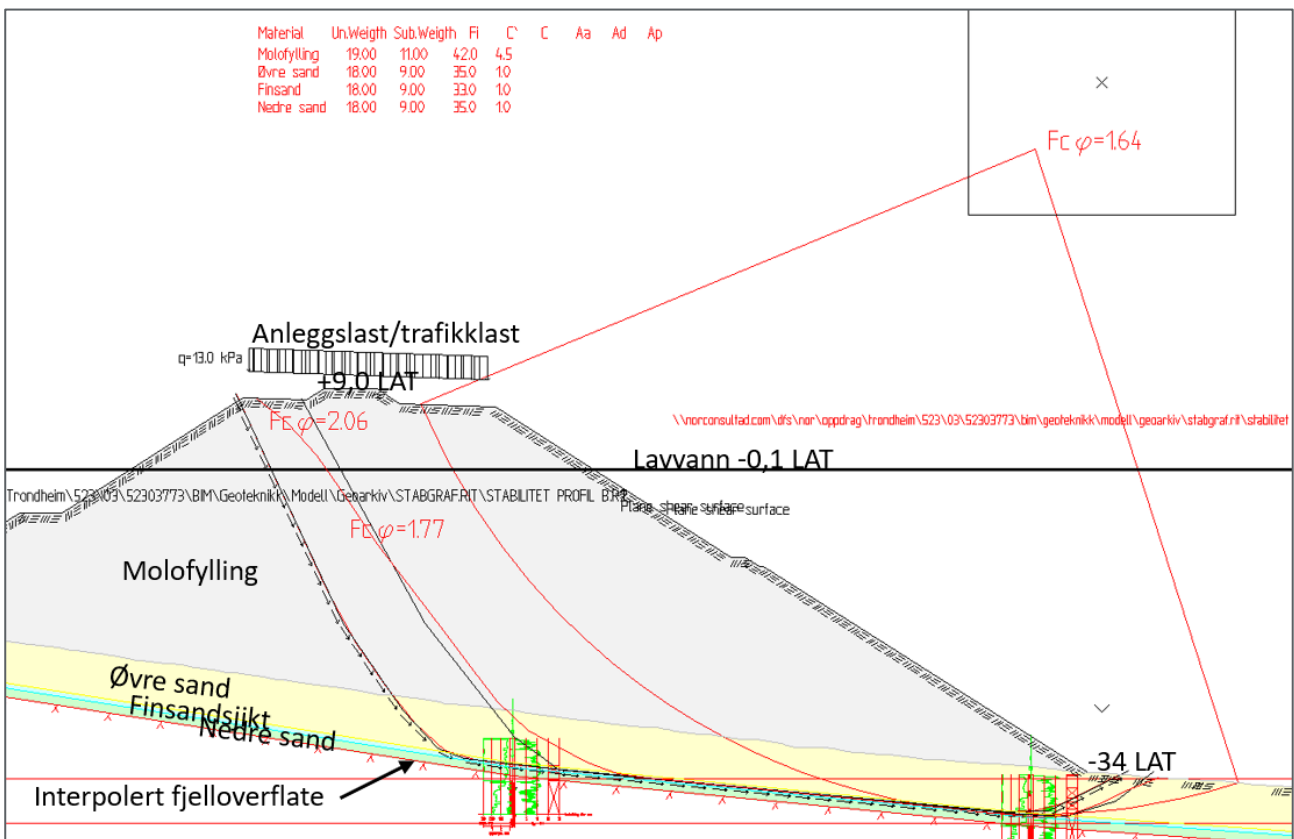 Material Un.Weigth Sub.Weigth Fi C` C Aa Ad Ap
Molofylling 19.00 11.00 42.0 4.5
Øvre sand 18.00 9.00 35.0 1.0
Finsand 18.00 9.00 33.0 1.0
Nedre sand 18.00 9.00 35.0 1.0
Fc φ=1.64
Anleggslast/trafikklast
q=13.0 kPa
+9,0 LAT
Fc φ=2.06
\\norconsultad.com\dfs\nor\oppdrag\trondheim\523\03\52303773\bim\geoteknikk\modell\geoarkiv\stabgraf.rit\stabilitet
Lavvann -0,1 LAT
Trondheim\523\03\52303773\BIM\Geoteknikk\Modell\Geoarkiv\STABGRAF.RIT\STABILITET PROFIL B
Plane shear surface
Plane shear surface
Fc φ=1.77
Molofylling
Øvre sand
Finsandsjikt
Nedre sand
-34 LAT
Interpolert fjelloverflate